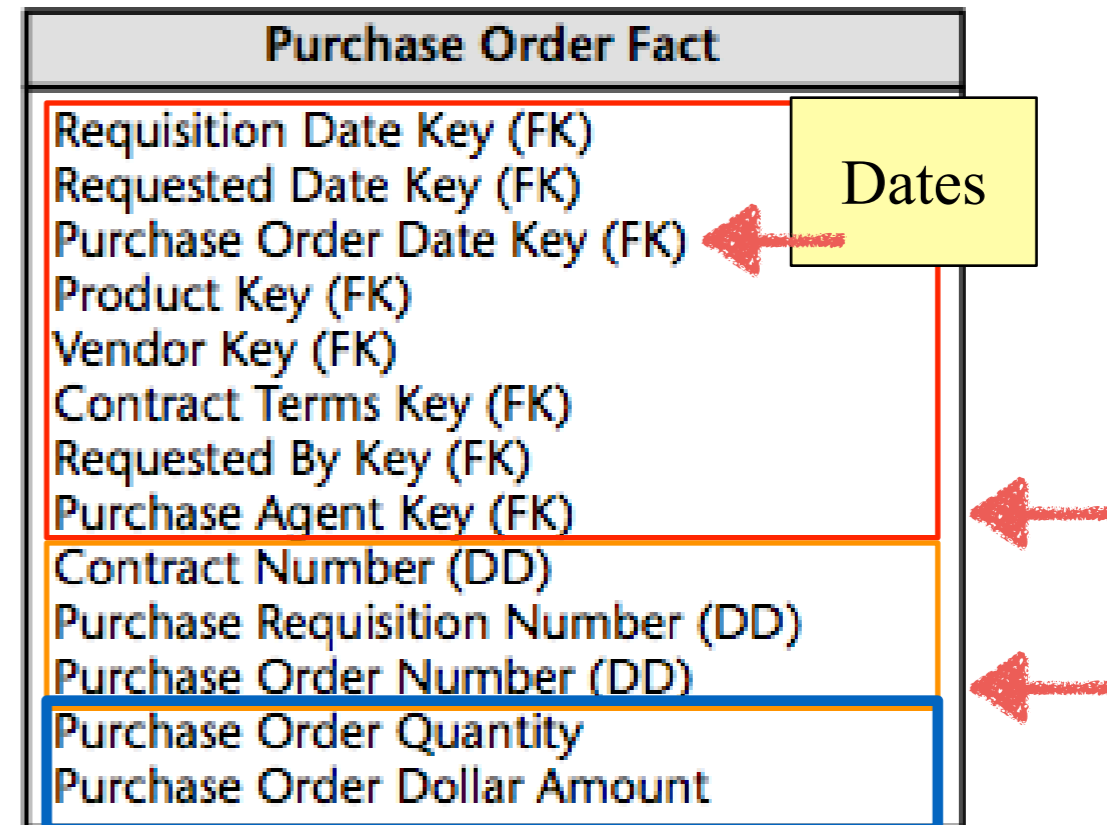 Purchase Order Fact
Requisition Date Key (FK)
Requested Date Key (FK)
Purchase Order Date Key (FK)
Product Key (FK)
Vendor Key (FK)
Contract Terms Key (FK)
Requested By Key (FK)
Purchase Agent Key (FK)
Contract Number (DD)
Purchase Requisition Number (DD)
Purchase Order Number (DD)
Purchase Order Quantity
Purchase Order Dollar Amount
Dates